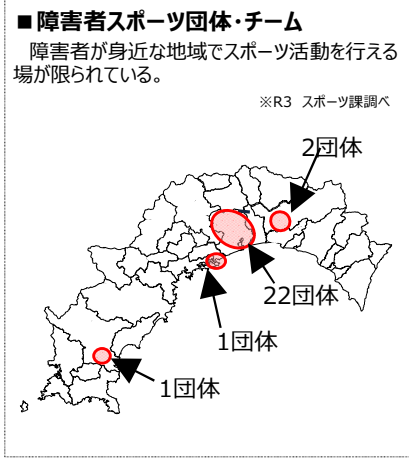 ■障害者スポーツ団体・チーム
障害者が身近な地域でスポーツ活動を行える
場が限られている。
※R3 スポーツ課調べ
2団体
22団体
1団体
1団体